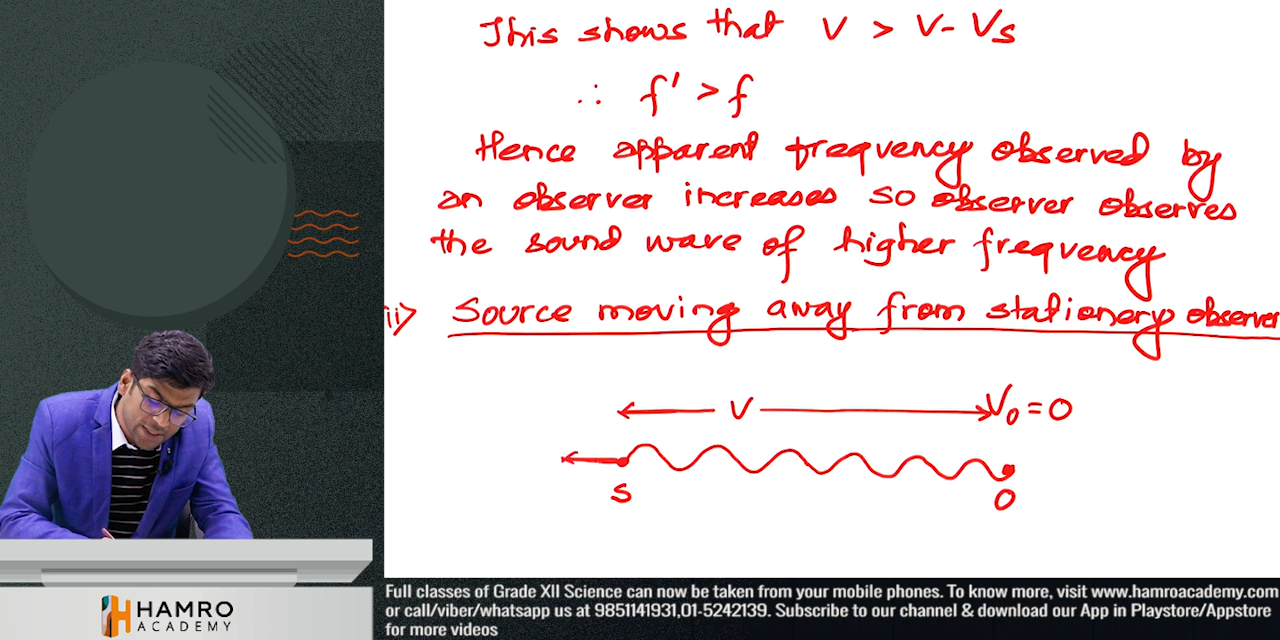 This shows that V > V - Vs
∴ f' > f
Hence apparent frequency observed by
an observer increases so observer observes
the sound wave of higher frequency
ii) Source moving away from stationery observer
V V₀ = 0
S O
HAMRO
ACADEMY
Full classes of Grade XII Science can now be taken from your mobile phones. To know more, visit www.hamroacademy.com
or call/viber/whatsapp us at 9851141931,01-5242139. Subscribe to our channel & download our App in Playstore/Appstore
for more videos